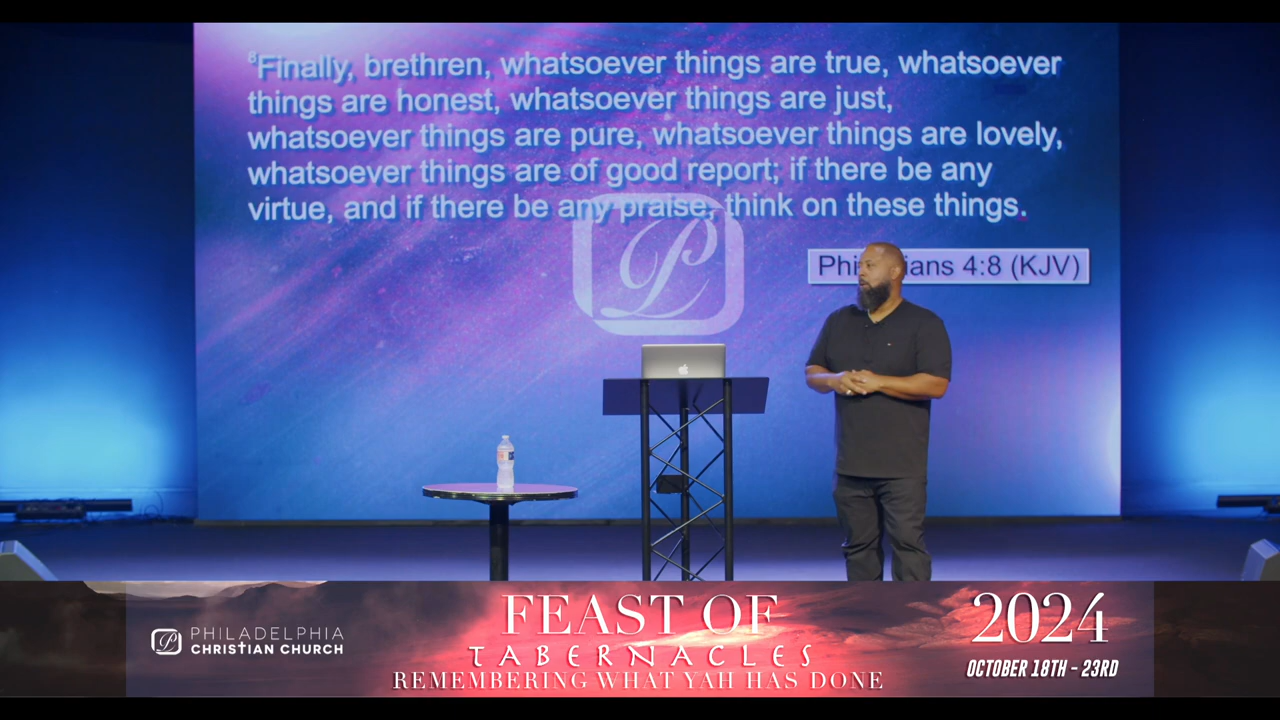 8Finally, brethren, whatsoever things are true, whatsoever
things are honest, whatsoever things are just,
whatsoever things are pure, whatsoever things are lovely,
whatsoever things are of good report; if there be any
virtue, and if there be any praise, think on these things.
Phi ians 4:8 (KJV)
FEAST OF
TABERNACLES
REMEMBERING WHAT YAH HAS DONE
PHILADELPHIA
CHRISTIAN CHURCH
2024
OCTOBER 18TH - 23RD